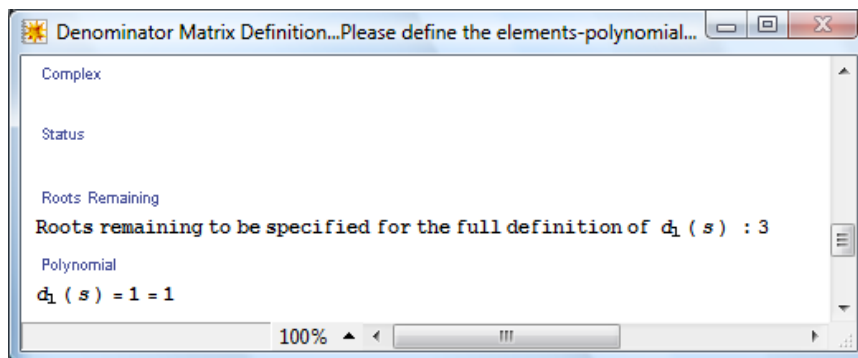 Denominator Matrix Definition...Please define the elements-polynomial...
Complex
Status
Roots Remaining
Roots remaining to be specified for the full definition of d₁ ( s ) : 3
Polynomial
d₁ ( s ) = 1 = 1
100%